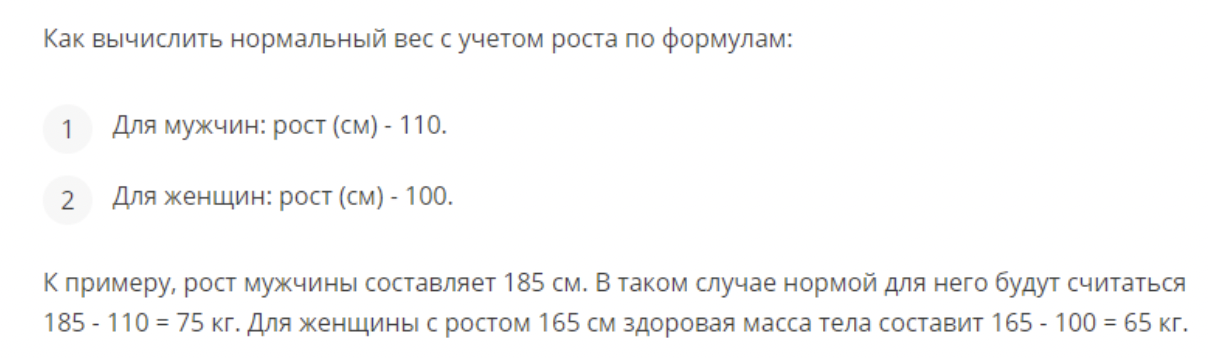 Как вычислить нормальный вес с учетом роста по формулам:
1 Для мужчин: рост (см) - 110.
2 Для женщин: рост (см) - 100.
К примеру, рост мужчины составляет 185 см. В таком случае нормой для него будут считаться
185 - 110 = 75 кг. Для женщины с ростом 165 см здоровая масса тела составит 165 - 100 = 65 кг.